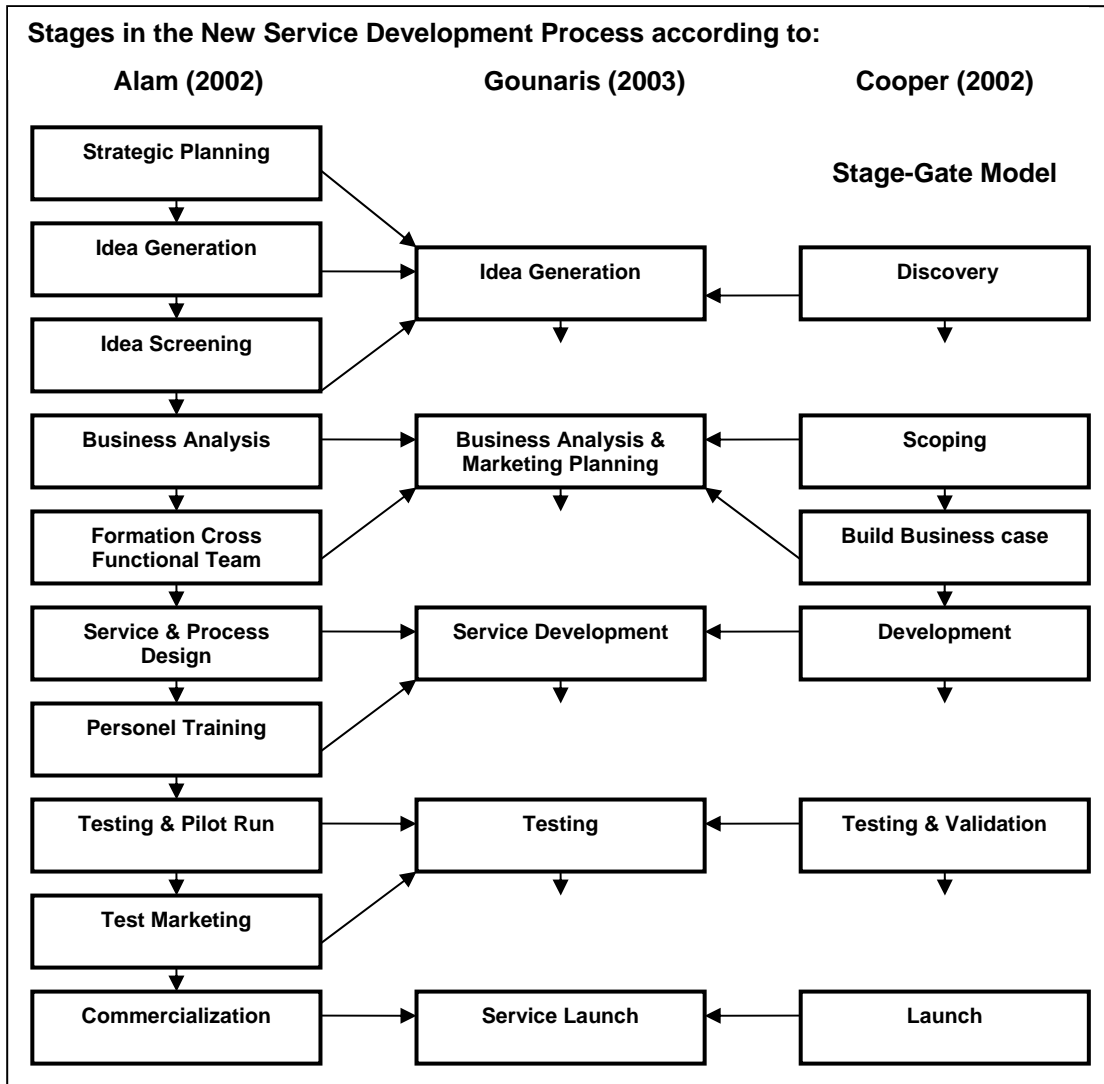 Stages in the New Service Development Process according to:
Alam (2002)
Gounaris (2003)
Cooper (2002)
Strategic Planning
Stage-Gate Model
Idea Generation
Idea Generation
Discovery
Idea Screening
Business Analysis
Business Analysis &
Marketing Planning
Scoping
Formation Cross
Functional Team
Build Business case
Service & Process
Design
Service Development
Development
Personel Training
Testing & Pilot Run
Testing
Testing & Validation
Test Marketing
Commercialization
Service Launch
Launch